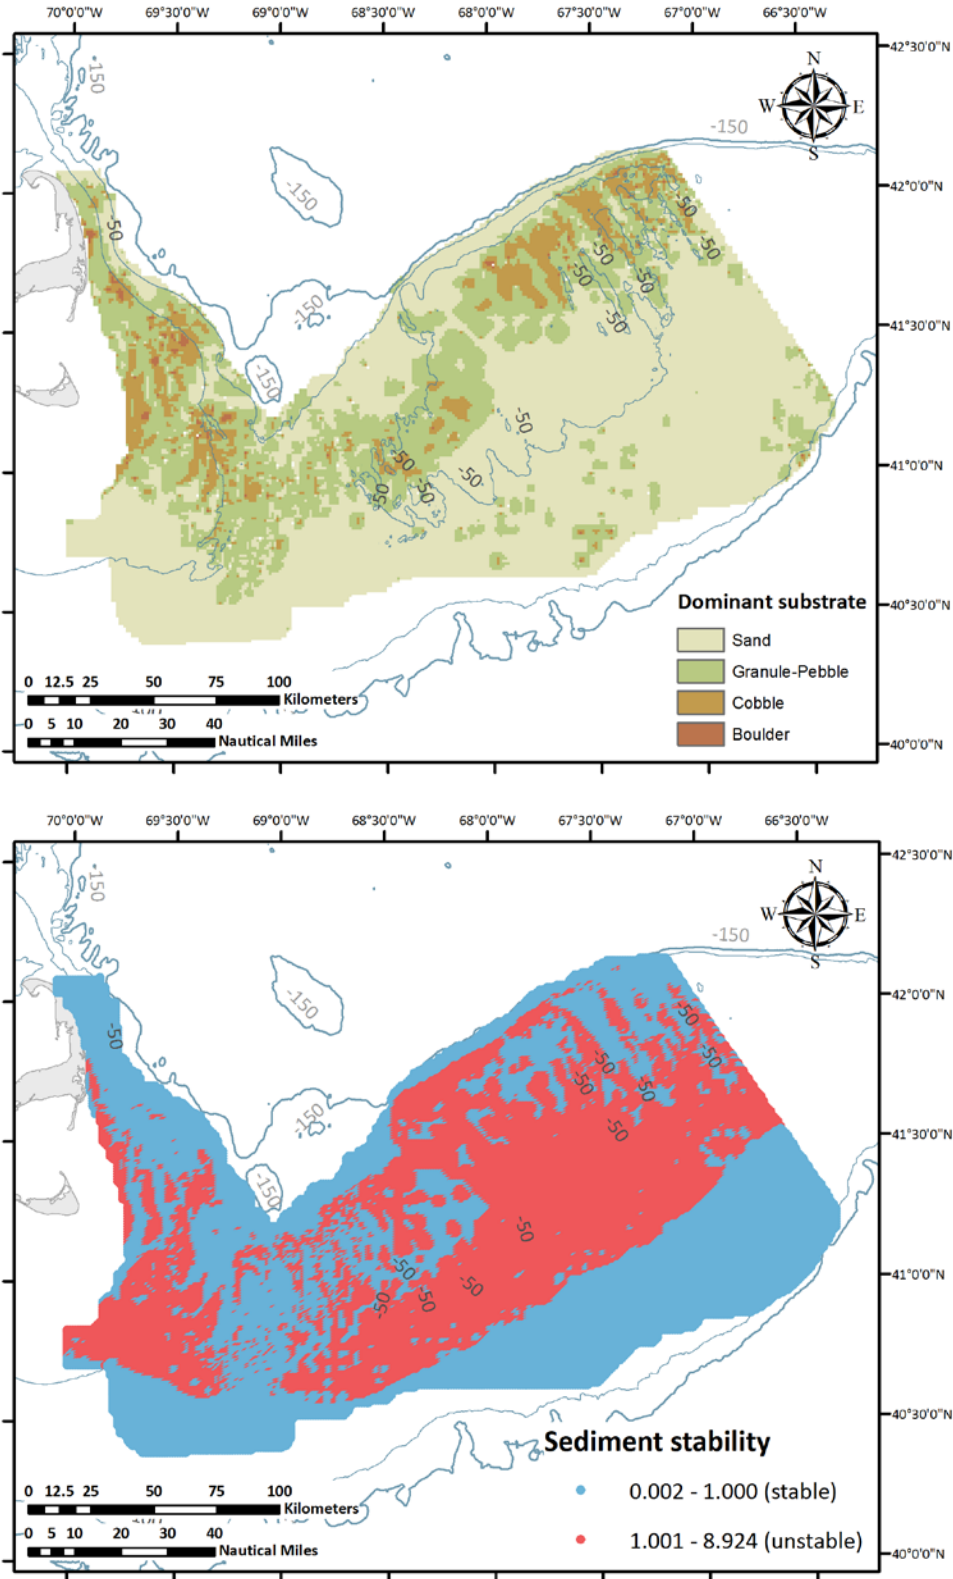 70°0'0"W 69°30'0"W 69°0'0"W 68°30'0"W 68°0'0"W 67°30'0"W 67°0'0"W 66°30'0"W
42°30'0"N
N
W E
S
-150
-150
-150
42°0'0"N
-50
-50
-50
-50
-50
-50
-150
-50
41°30'0"N
-150
-50
-50
-50
-50
-50
41°0'0"N
40°30'0"N
Dominant substrate
Sand
Granule-Pebble
Cobble
Boulder
0 12.5 25 50 75 100
Kilometers
0 5 10 20 30 40
Nautical Miles
40°0'0"N
70°0'0"W 69°30'0"W 69°0'0"W 68°30'0"W 68°0'0"W 67°30'0"W 67°0'0"W 66°30'0"W
42°30'0"N
N
W E
S
-150
-150
-150
42°0'0"N
-50
-50
-50
-50
-50
-50
-150
-50
41°30'0"N
-150
-50
-50
-50
-50
-50
41°0'0"N
40°30'0"N
Sediment stability
0.002 - 1.000 (stable)
1.001 - 8.924 (unstable)
0 12.5 25 50 75 100
Kilometers
0 5 10 20 30 40
Nautical Miles
40°0'0"N